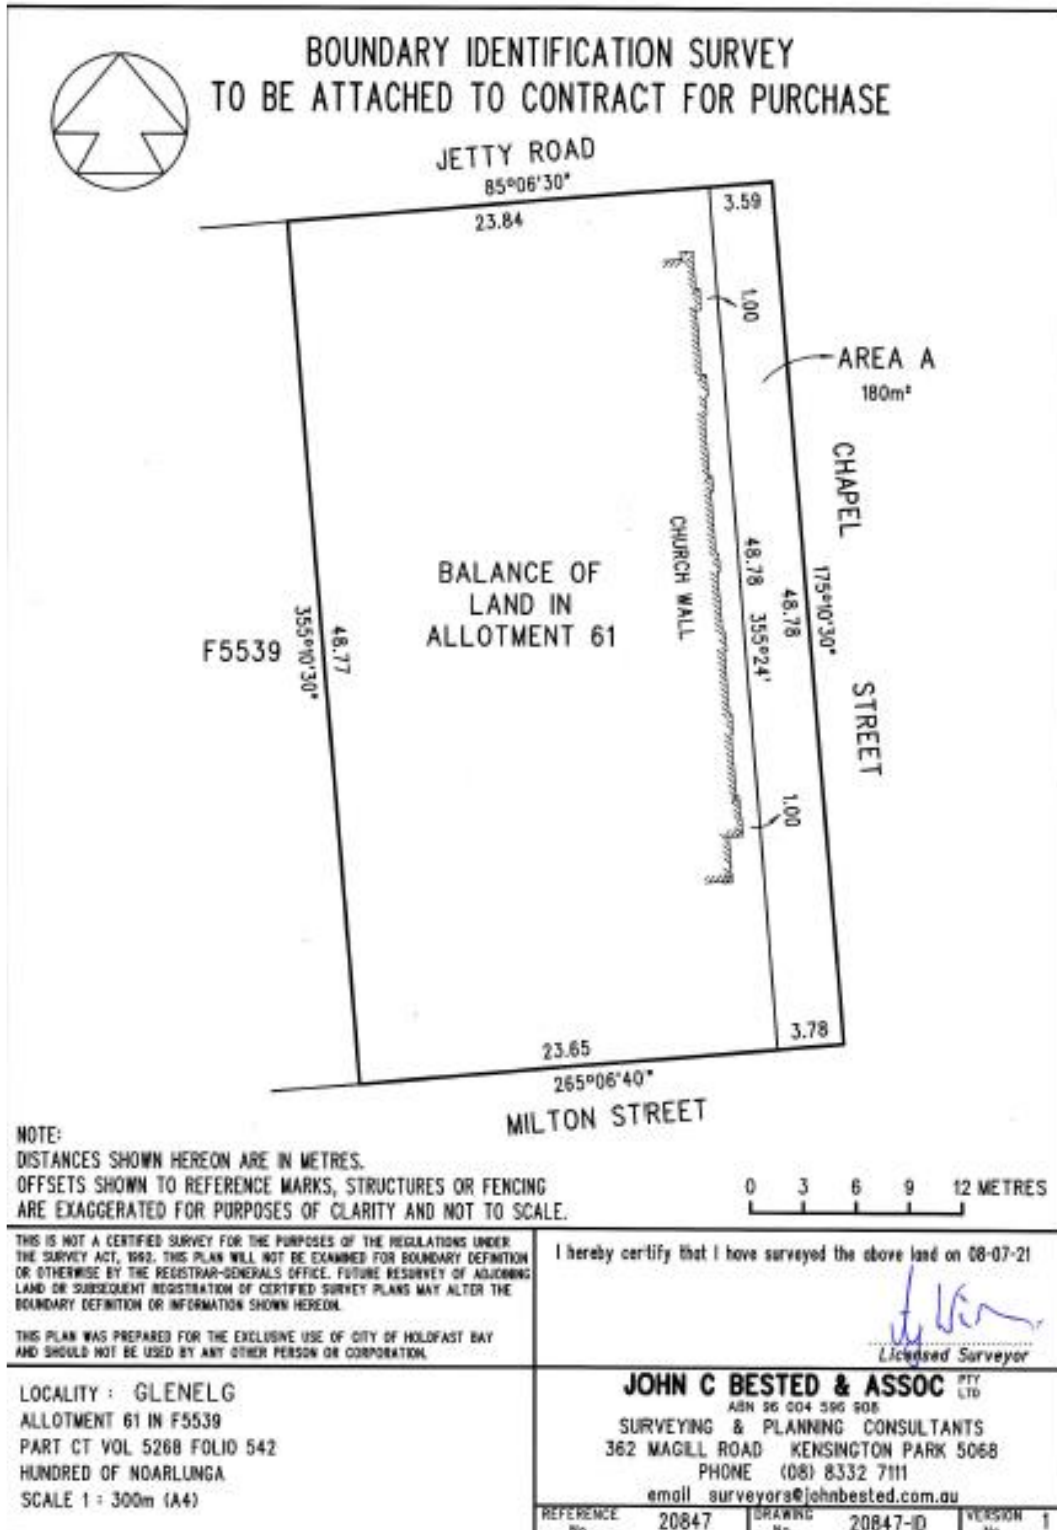 BOUNDARY IDENTIFICATION SURVEY
TO BE ATTACHED TO CONTRACT FOR PURCHASE
JETTY ROAD
85°06'30"
23.84
3.59
1.00
AREA A
180m²
CHAPEL
STREET
CHURCH WALL
48.78 355°24'
48.78
175°10'30"
BALANCE OF
LAND IN
ALLOTMENT 61
F5539
355°10'30"
48.77
1.00
3.78
23.65
265°06'40"
MILTON STREET
NOTE:
DISTANCES SHOWN HEREON ARE IN METRES.
OFFSETS SHOWN TO REFERENCE MARKS, STRUCTURES OR FENCING
ARE EXAGGERATED FOR PURPOSES OF CLARITY AND NOT TO SCALE.
0 3 6 9 12 METRES
THIS IS NOT A CERTIFIED SURVEY FOR THE PURPOSES OF THE REGULATIONS UNDER
THE SURVEY ACT, 1992. THIS PLAN WILL NOT BE EXAMINED FOR BOUNDARY DEFINITION
OR OTHERWISE BY THE REGISTRAR-GENERALS OFFICE. FUTURE RESURVEY OF ADJOINING
LAND OR SUBSEQUENT REGISTRATION OF CERTIFIED SURVEY PLANS MAY ALTER THE
BOUNDARY DEFINITION OR INFORMATION SHOWN HEREON.
THIS PLAN WAS PREPARED FOR THE EXCLUSIVE USE OF CITY OF HOLDFAST BAY
AND SHOULD NOT BE USED BY ANY OTHER PERSON OR CORPORATION.
I hereby certify that I have surveyed the above land on 08-07-21
Licensed Surveyor
LOCALITY : GLENELG
ALLOTMENT 61 IN F5539
PART CT VOL 5268 FOLIO 542
HUNDRED OF NOARLUNGA
SCALE 1 : 300m (A4)
JOHN C BESTED & ASSOC PTY LTD
ABN 96 004 596 908
SURVEYING & PLANNING CONSULTANTS
362 MAGILL ROAD KENSINGTON PARK 5068
PHONE (08) 8332 7111
email surveyors@johnbested.com.au
REFERENCE No. 20847 DRAWING No. 20847-ID VERSION 1